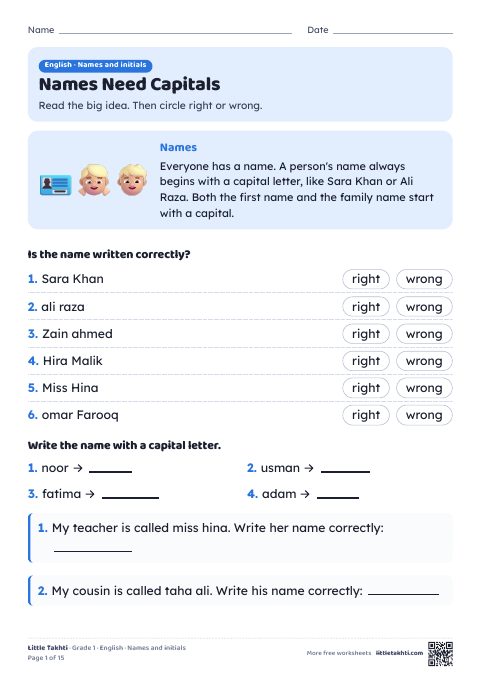 Name Date
English · Names and initials
Names Need Capitals
Read the big idea. Then circle right or wrong.
Names
Everyone has a name. A person's name always
begins with a capital letter, like Sara Khan or Ali
Raza. Both the first name and the family name start
with a capital.
Is the name written correctly?
1. Sara Khan right wrong
2. ali raza right wrong
3. Zain ahmed right wrong
4. Hira Malik right wrong
5. Miss Hina right wrong
6. omar Farooq right wrong
Write the name with a capital letter.
1. noor → 2. usman →
3. fatima → 4. adam →
1. My teacher is called miss hina. Write her name correctly:
2. My cousin is called taha ali. Write his name correctly:
Little Takhti · Grade 1 · English · Names and initials
Page 1 of 15
More free worksheets littletakhti.com